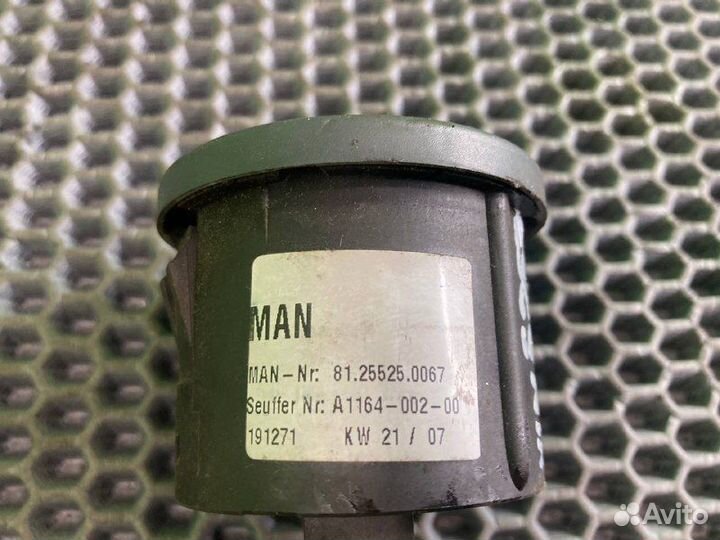 MAN
MAN-Nr: 81.25525.0067
Seuffer Nr: A1164-002-00
191271 KW 21 / 07
Avito